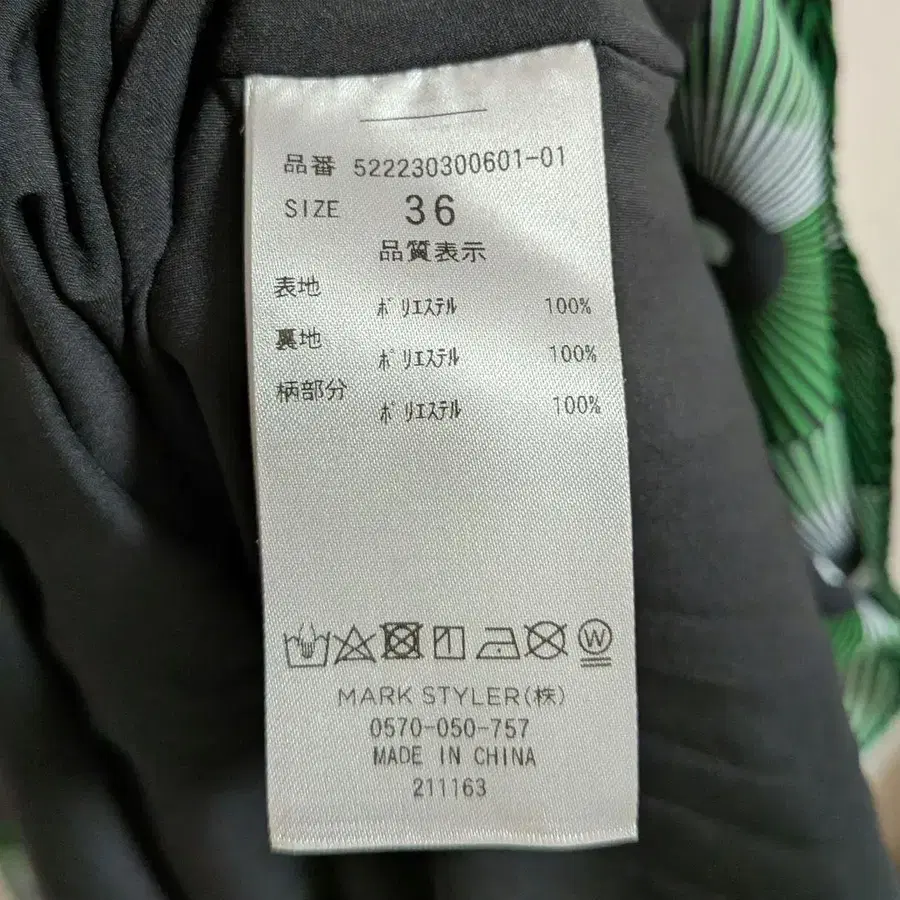 品番 522230300601-01
SIZE 36
品質表示
表地
ﾎﾟﾘｴｽﾃﾙ 100%
裏地
ﾎﾟﾘｴｽﾃﾙ 100%
柄部分
ﾎﾟﾘｴｽﾃﾙ 100%
W
MARK STYLER(株)
0570-050-757
MADE IN CHINA
211163